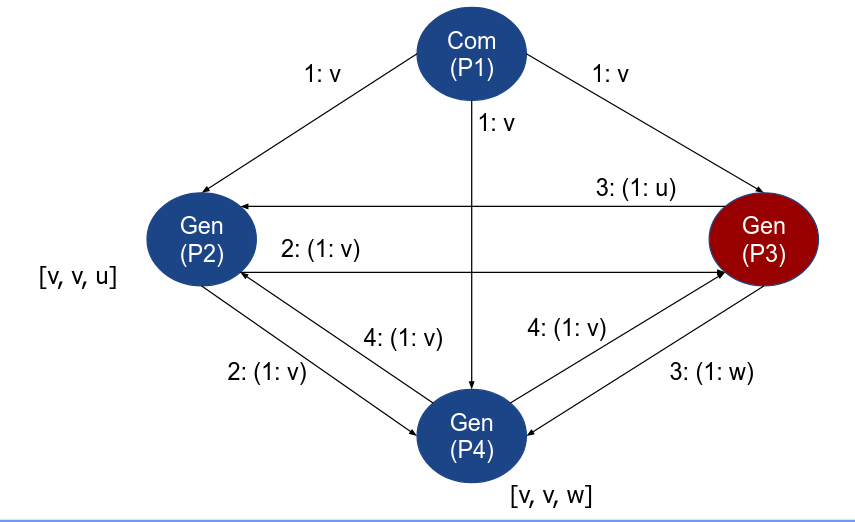 Com
(P1)
1: v
1: v
1: v
3: (1: u)
Gen
(P2)
Gen
(P3)
2: (1: v)
[v, v, u]
4: (1: v)
4: (1: v)
2: (1: v)
3: (1: w)
Gen
(P4)
[v, v, w]